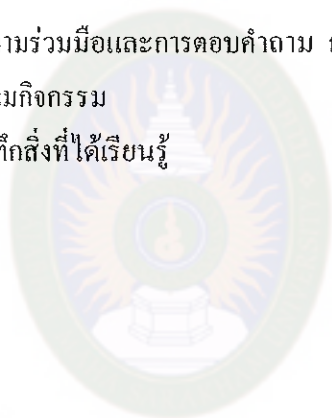 ามร่วมมือและการตอบคำถาม
มกิจกรรม
ทึกสิ่งที่ได้เรียนรู้